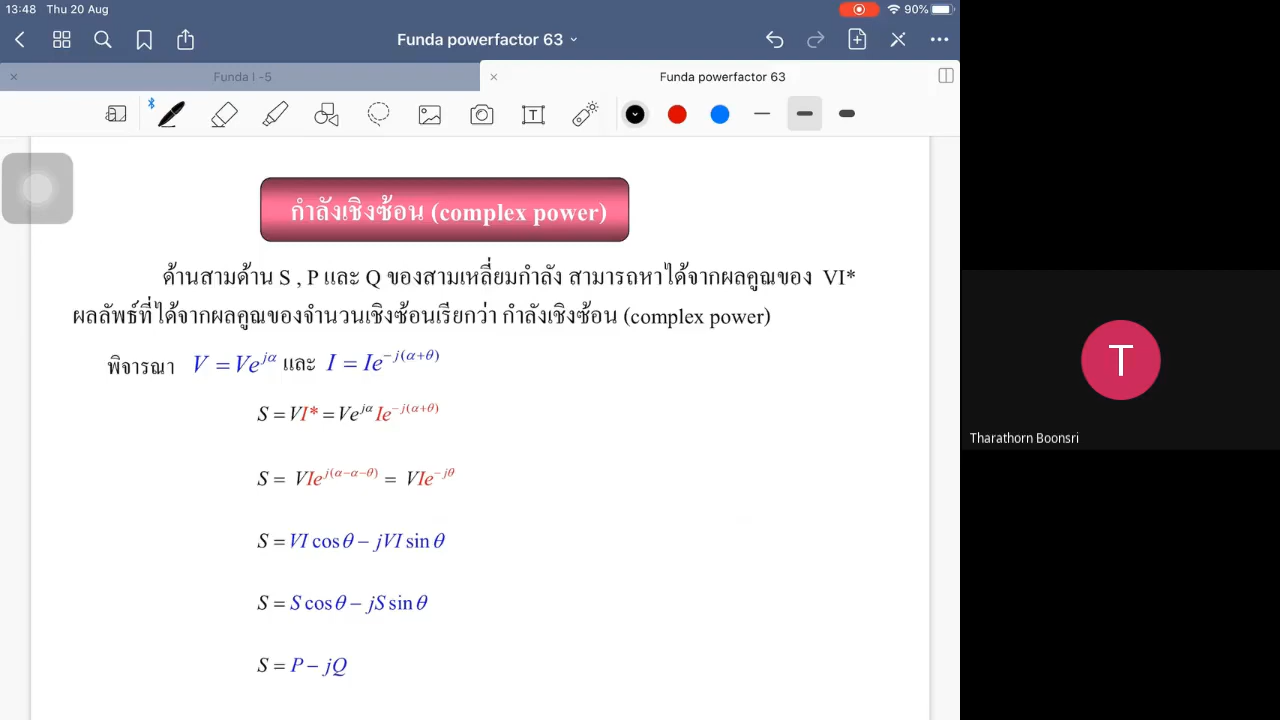 13:48 Thu 20 Aug 90%
Funda powerfactor 63
Funda I -5
Funda powerfactor 63
กำลังเชิงซ้อน (complex power)
ด้านสามด้าน S , P และ Q ของสามเหลี่ยมกำลัง สามารถหาได้จากผลคูณของ VI*
ผลลัพธ์ที่ได้จากผลคูณของจำนวนเชิงซ้อนเรียกว่า กำลังเชิงซ้อน (complex power)
พิจารณา V = Ve^{jα} และ I = Ie^{−j(α+θ)}
S = VI* = Ve^{jα} Ie^{−j(α+θ)}
S = VIe^{j(α−α−θ)} = VIe^{−jθ}
S = VI cos θ − jVI sin θ
S = S cos θ − jS sin θ
S = P − jQ
T
Tharathorn Boonsri